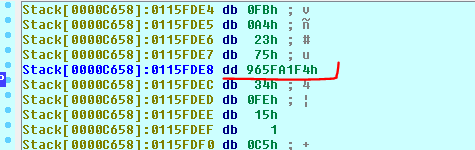 Stack[0000C658]:0115FDE4 db 0FBh ; v
Stack[0000C658]:0115FDE5 db 0A4h ; ñ
Stack[0000C658]:0115FDE6 db 23h ; #
Stack[0000C658]:0115FDE7 db 75h ; u
Stack[0000C658]:0115FDE8 dd 965FA1F4h
Stack[0000C658]:0115FDEC db 34h ; 4
Stack[0000C658]:0115FDED db 0FEh ; ¦
Stack[0000C658]:0115FDEE db 15h
Stack[0000C658]:0115FDEF db 1
Stack[0000C658]:0115FDF0 db 0C5h ; +